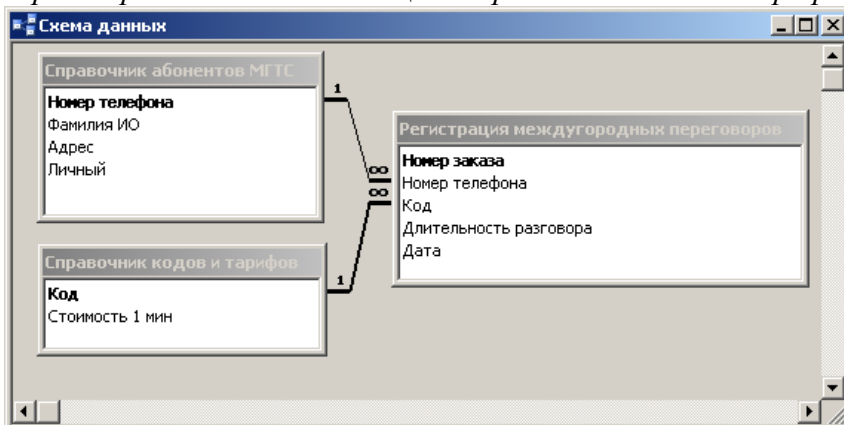 Схема данных
Справочник абонентов МГТС
Номер телефона
Фамилия ИО
Адрес
Личный
1
∞
∞
1
Регистрация междугородных переговоров
Номер заказа
Номер телефона
Код
Длительность разговора
Дата
Справочник кодов и тарифов
Код
Стоимость 1 мин